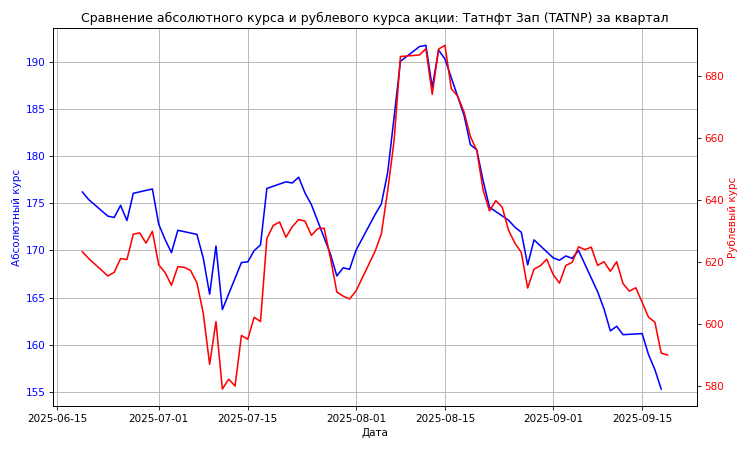 Сравнение абсолютного курса и рублевого курса акции: Татнфт 3ап (TATNP) за квартал
Абсолютный курс
190
185
180
175
170
165
160
155
680
660
640
620
600
580
Рублевый курс
2025-06-15 2025-07-01 2025-07-15 2025-08-01 2025-08-15 2025-09-01 2025-09-15
Дата